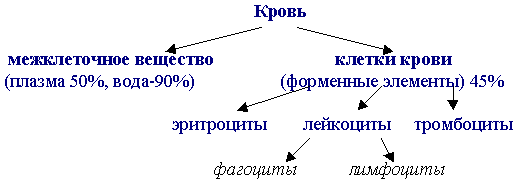 Кровь
межклеточное вещество клетки крови
(плазма 50%, вода-90%) (форменные элементы) 45%
эритроциты лейкоциты тромбоциты
фагоциты лимфоциты